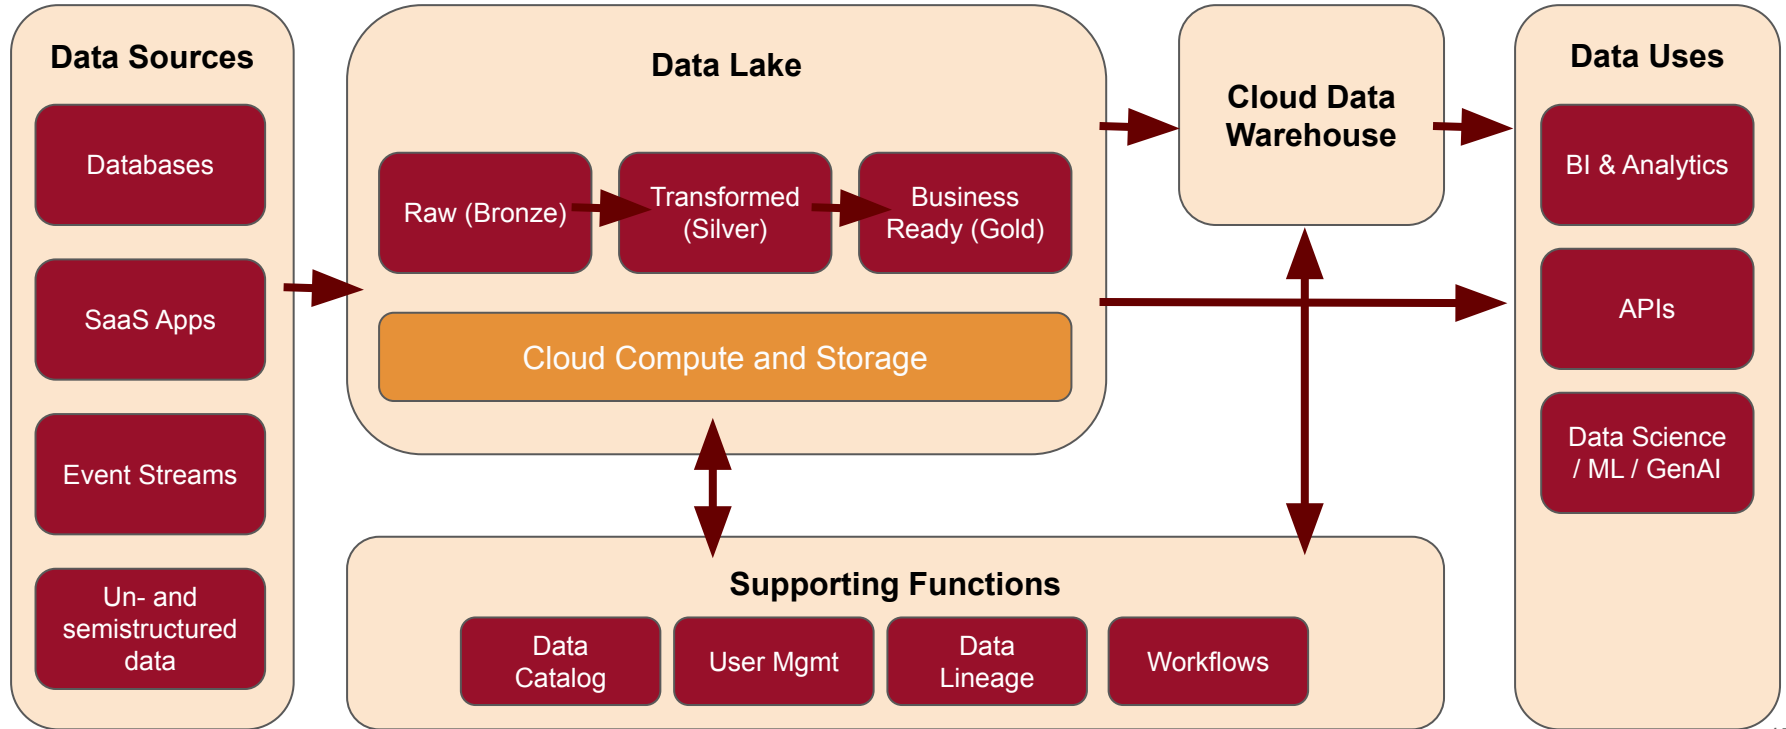 Data Sources
Databases
SaaS Apps
Event Streams
Un- and
semistructured
data
Data Lake
Raw (Bronze)
Transformed
(Silver)
Business
Ready (Gold)
Cloud Compute and Storage
Cloud Data
Warehouse
Data Uses
BI & Analytics
APIs
Data Science
/ ML / GenAI
Supporting Functions
Data
Catalog
User Mgmt
Data
Lineage
Workflows